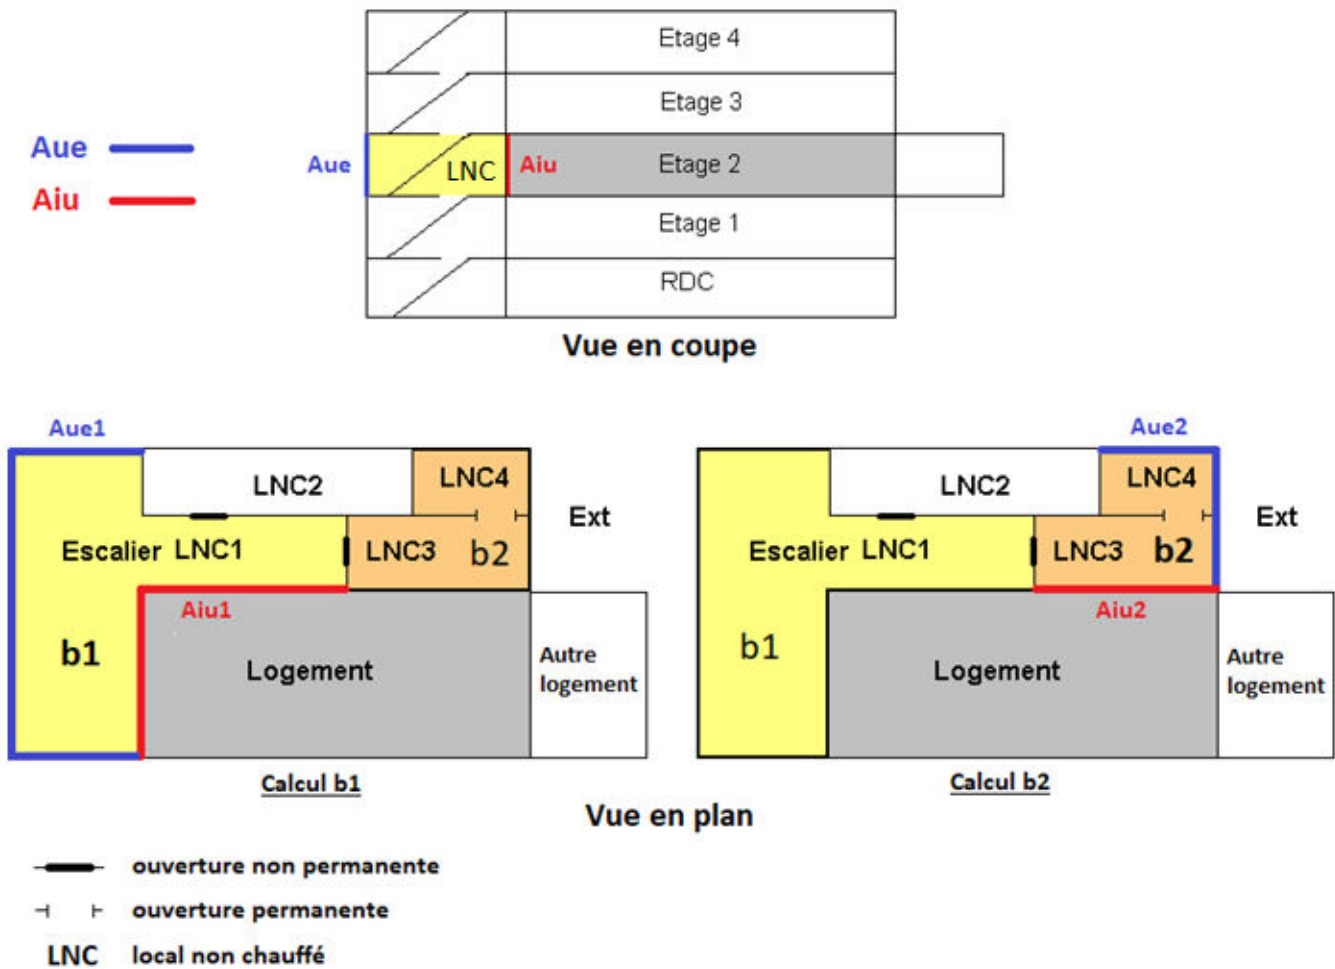 Etage 4
Etage 3
Aue
Aiu
Aue
LNC
Aiu
Etage 2
Etage 1
RDC
Vue en coupe
Aue1
LNC2
LNC4
Ext
Escalier LNC1
LNC3
b2
Aiu1
b1
Logement
Autre
logement
Calcul b1
Aue2
LNC2
LNC4
Ext
Escalier LNC1
LNC3
b2
Aiu2
b1
Logement
Autre
logement
Calcul b2
Vue en plan
ouverture non permanente
ouverture permanente
LNC local non chauffé